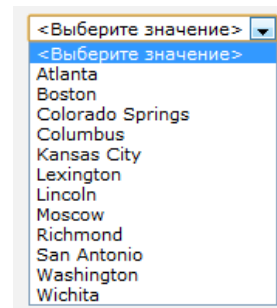 <Выберите значение>
<Выберите значение>
Atlanta
Boston
Colorado Springs
Columbus
Kansas City
Lexington
Lincoln
Moscow
Richmond
San Antonio
Washington
Wichita